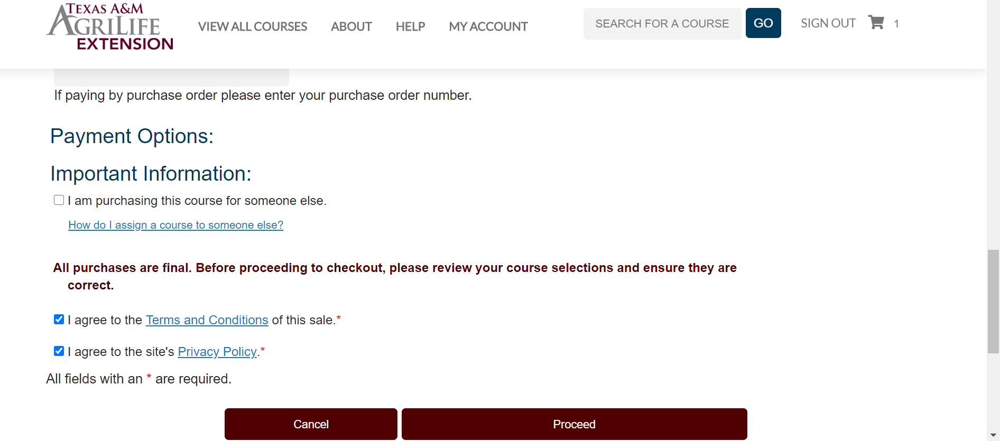 TEXAS A&M
AGRILIFE
EXTENSION
VIEW ALL COURSES ABOUT HELP MY ACCOUNT SEARCH FOR A COURSE GO SIGN OUT 1
If paying by purchase order please enter your purchase order number.
Payment Options:
Important Information:
I am purchasing this course for someone else.
How do I assign a course to someone else?
All purchases are final. Before proceeding to checkout, please review your course selections and ensure they are
correct.
I agree to the Terms and Conditions of this sale.*
I agree to the site's Privacy Policy.*
All fields with an * are required.
Cancel Proceed